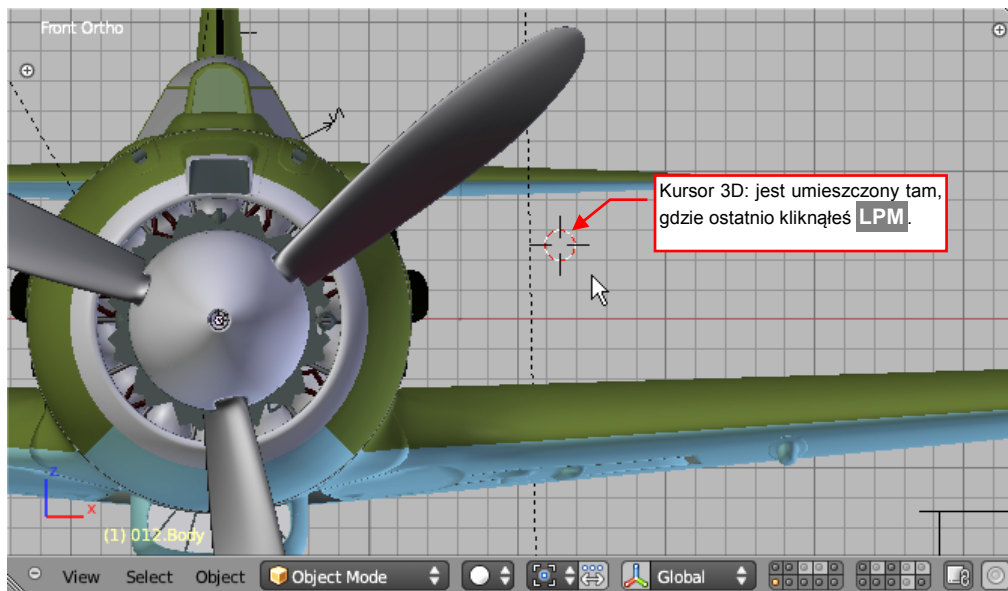 Front Ortho
Kursor 3D: jest umieszczony tam,
gdzie ostatnio kliknąłeś LPM.
z
x
(1) 012.Body
View Select Object Object Mode Global